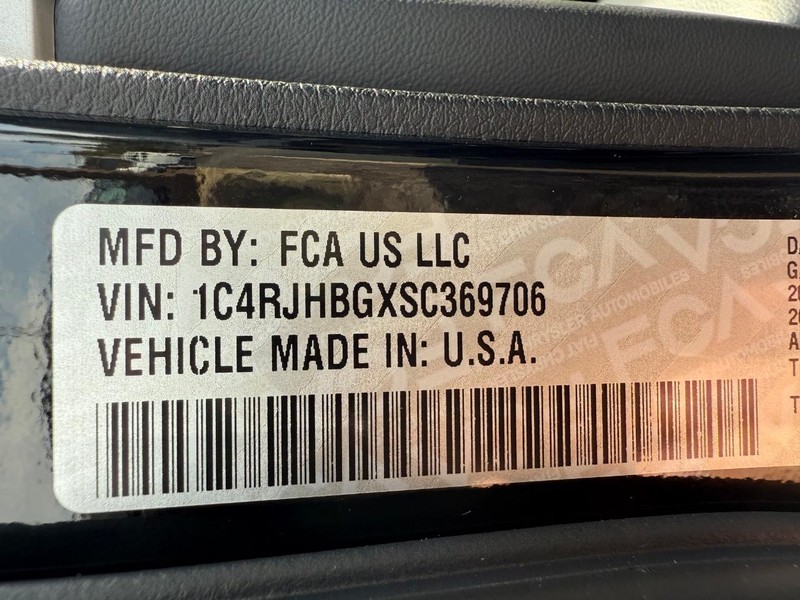 MFD BY: FCA US LLC
VIN: 1C4RJHBGXSC369706
VEHICLE MADE IN: U.S.A.